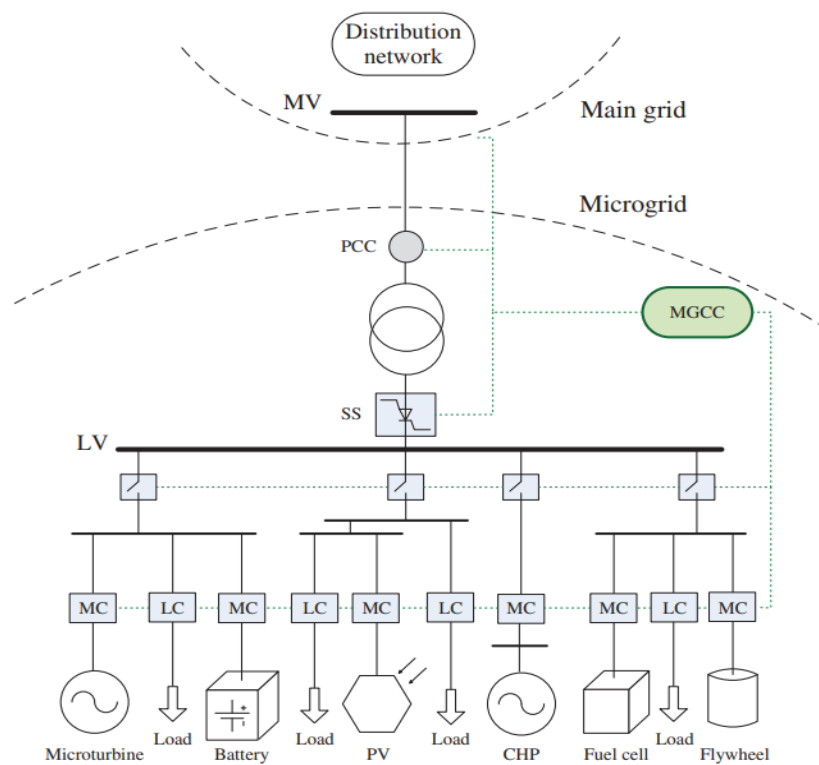 Distribution
network
MV
Main grid
Microgrid
PCC
MGCC
SS
LV
MC
LC
MC
LC
MC
LC
MC
MC
LC
MC
Microturbine
Load
Battery
Load
PV
Load
CHP
Fuel cell
Load
Flywheel